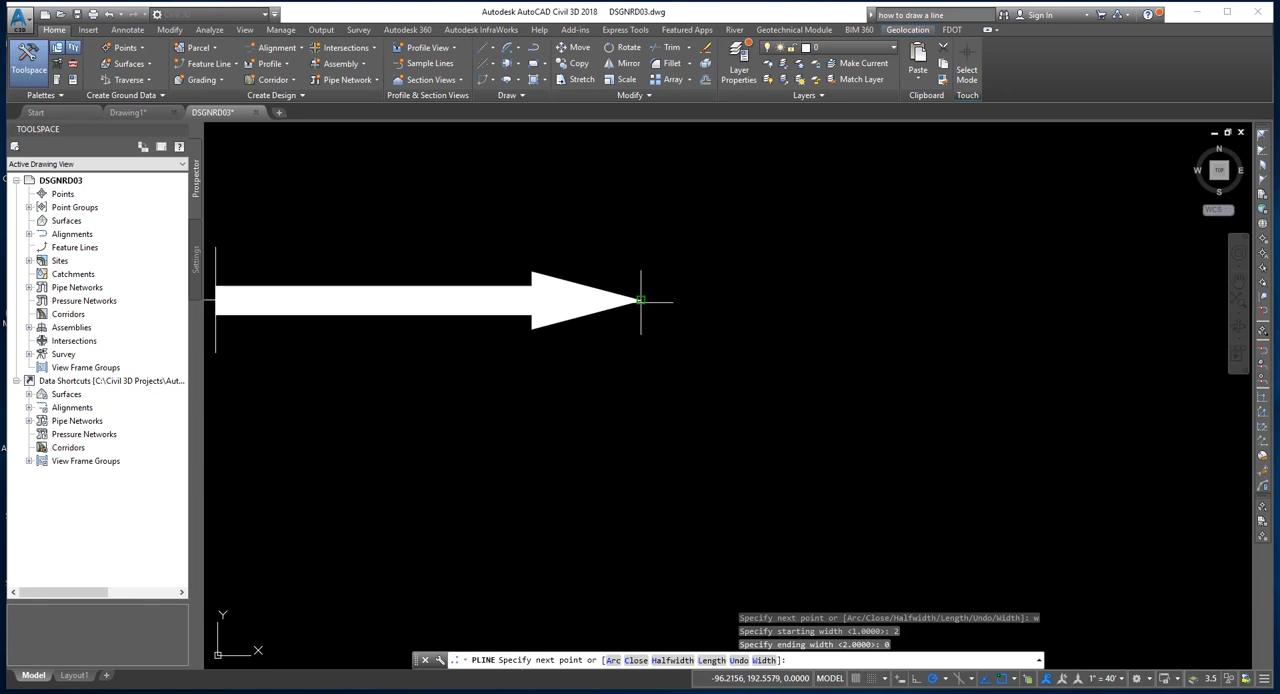 Autodesk AutoCAD Civil 3D 2018 DSGNRD03.dwg
how to draw a line
Sign In
C3D
Home Insert Annotate Modify Analyze View Manage Output Survey Autodesk 360 Autodesk InfraWorks Help Add-ins Express Tools Featured Apps River Geotechnical Module BIM 360 Geolocation FDOT
Toolspace
Points
Surfaces
Traverse
Parcel
Feature Line
Grading
Alignment
Profile
Corridor
Intersections
Assembly
Pipe Network
Profile View
Sample Lines
Section Views
Move
Copy
Stretch
Rotate
Mirror
Scale
Trim
Fillet
Array
Layer
Properties
0
Make Current
Match Layer
Paste
Select
Mode
Palettes Create Ground Data Create Design Profile & Section Views Draw Modify Layers Clipboard Touch
Start Drawing1* DSGNRD03*
TOOLSPACE
Active Drawing View
Prospector
Settings
DSGNRD03
Points
Point Groups
Surfaces
Alignments
Feature Lines
Sites
Catchments
Pipe Networks
Pressure Networks
Corridors
Assemblies
Intersections
Survey
View Frame Groups
Data Shortcuts [C:\Civil 3D Projects\Aut...
Surfaces
Alignments
Pipe Networks
Pressure Networks
Corridors
View Frame Groups
N
W TOP E
S
WCS
Y
X
Specify next point or [Arc/Close/Halfwidth/Length/Undo/Width]: w
Specify starting width <1.0000>: 2
Specify ending width <2.0000>: 0
PLINE Specify next point or [Arc Close Halfwidth Length Undo Width]:
Model Layout1 +
-96.2156, 192.5579, 0.0000 MODEL 1" = 40' 3.5